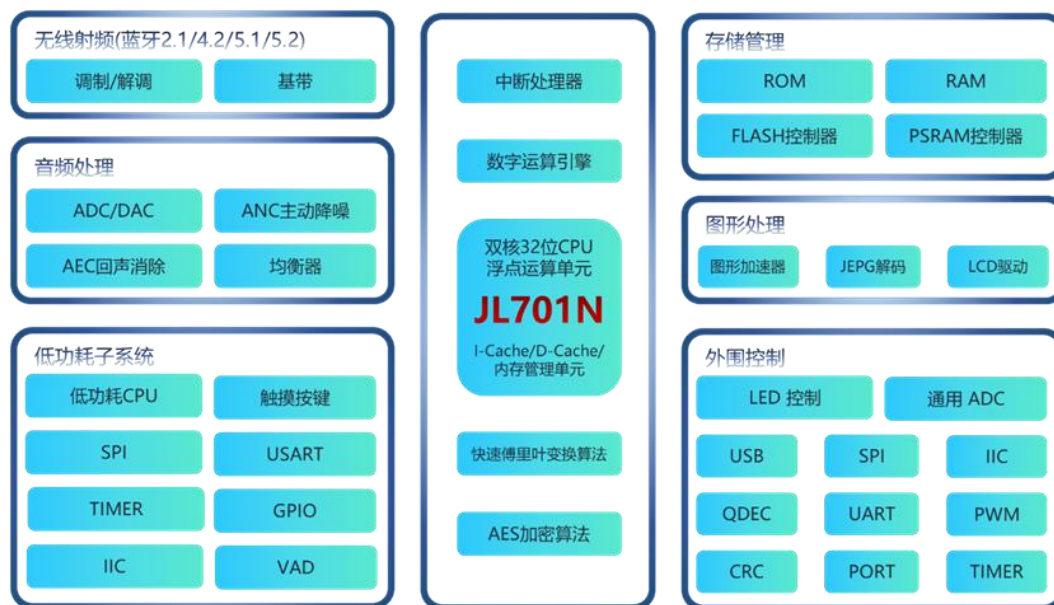 无线射频(蓝牙2.1/4.2/5.1/5.2)
调制/解调
基带
音频处理
ADC/DAC
ANC主动降噪
AEC回声消除
均衡器
低功耗子系统
低功耗CPU
触摸按键
SPI
USART
TIMER
GPIO
IIC
VAD
中断处理器
数字运算引擎
双核32位CPU
浮点运算单元
JL701N
I-Cache/D-Cache/
内存管理单元
快速傅里叶变换算法
AES加密算法
存储管理
ROM
RAM
FLASH控制器
PSRAM控制器
图形处理
图形加速器
JEPG解码
LCD驱动
外围控制
LED 控制
通用 ADC
USB
SPI
IIC
QDEC
UART
PWM
CRC
PORT
TIMER